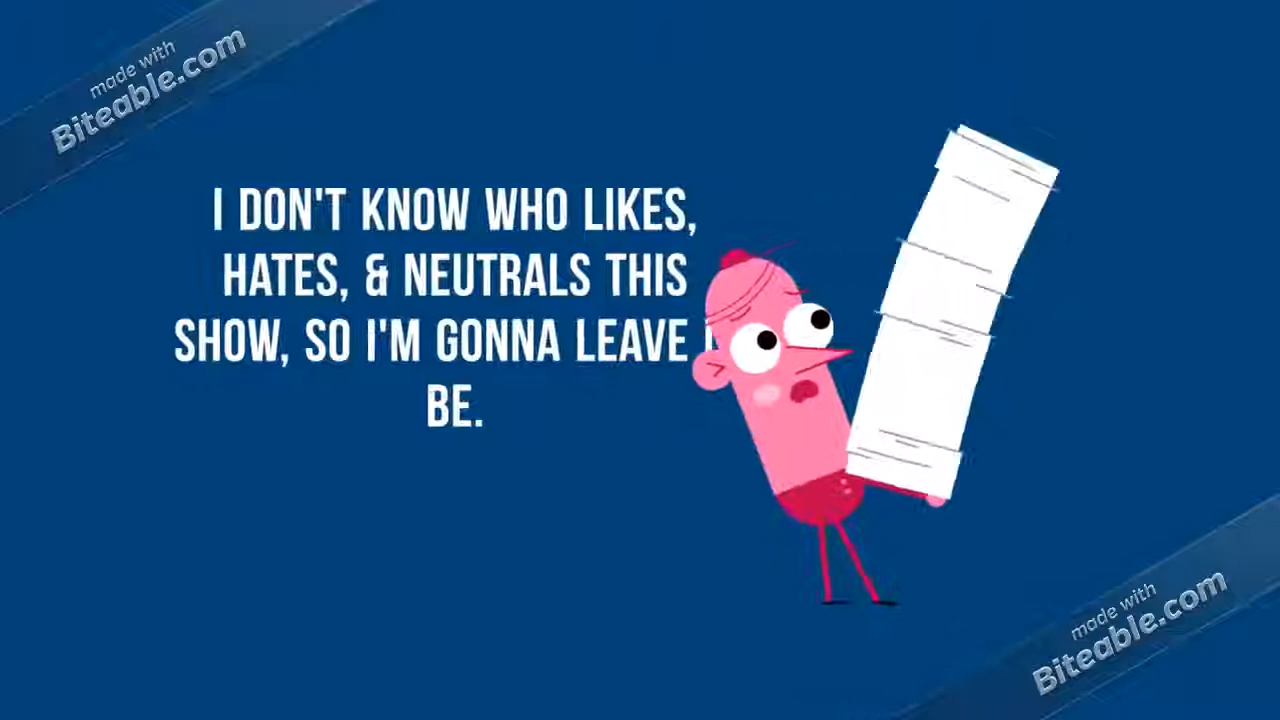 made with
Biteable.com
I DON'T KNOW WHO LIKES,
HATES, & NEUTRALS THIS
SHOW, SO I'M GONNA LEAVE
BE.
made with
Biteable.com